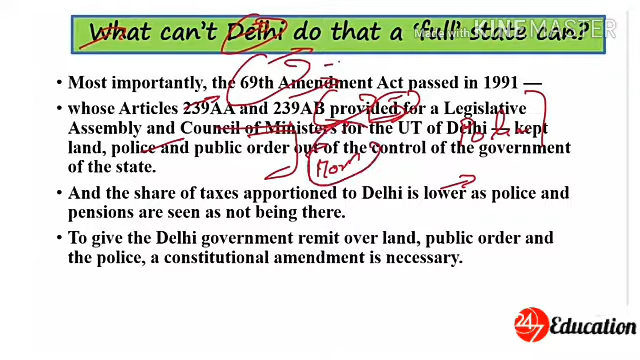 What can't Delhi do that a 'full' state can?
Made with KINEMASTER
• Most importantly, the 69th Amendment Act passed in 1991 —
• whose Articles 239AA and 239AB provided for a Legislative
Assembly and Council of Ministers for the UT of Delhi — kept
land, police and public order out of the control of the government
of the state.
• And the share of taxes apportioned to Delhi is lower as police and
pensions are seen as not being there.
• To give the Delhi government remit over land, public order and
the police, a constitutional amendment is necessary.
24/7 Education